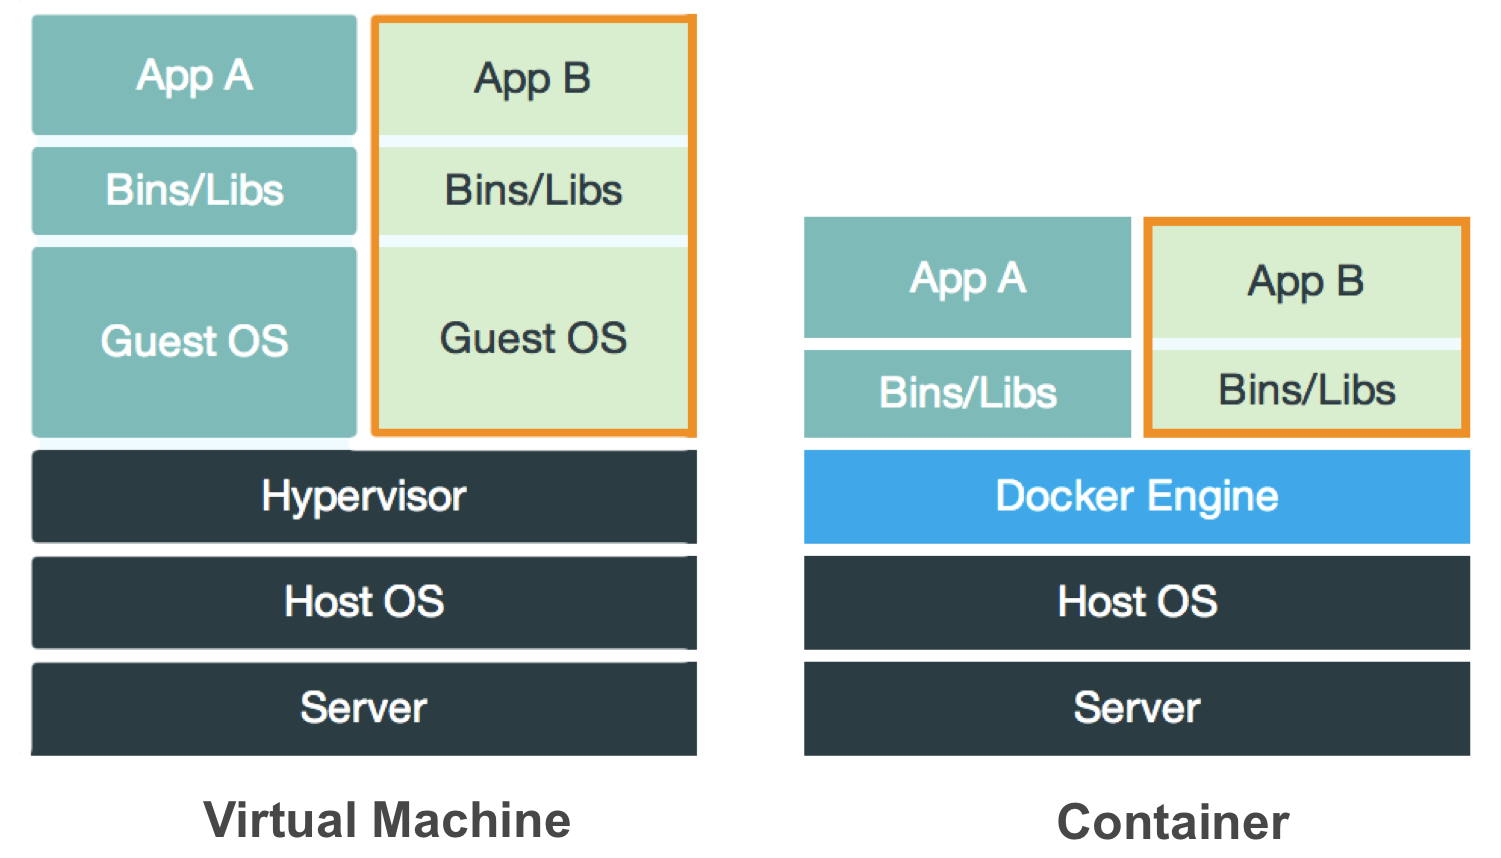 App A
App B
Bins/Libs
Bins/Libs
Guest OS
Guest OS
Hypervisor
Host OS
Server
Virtual Machine
App A
App B
Bins/Libs
Bins/Libs
Docker Engine
Host OS
Server
Container